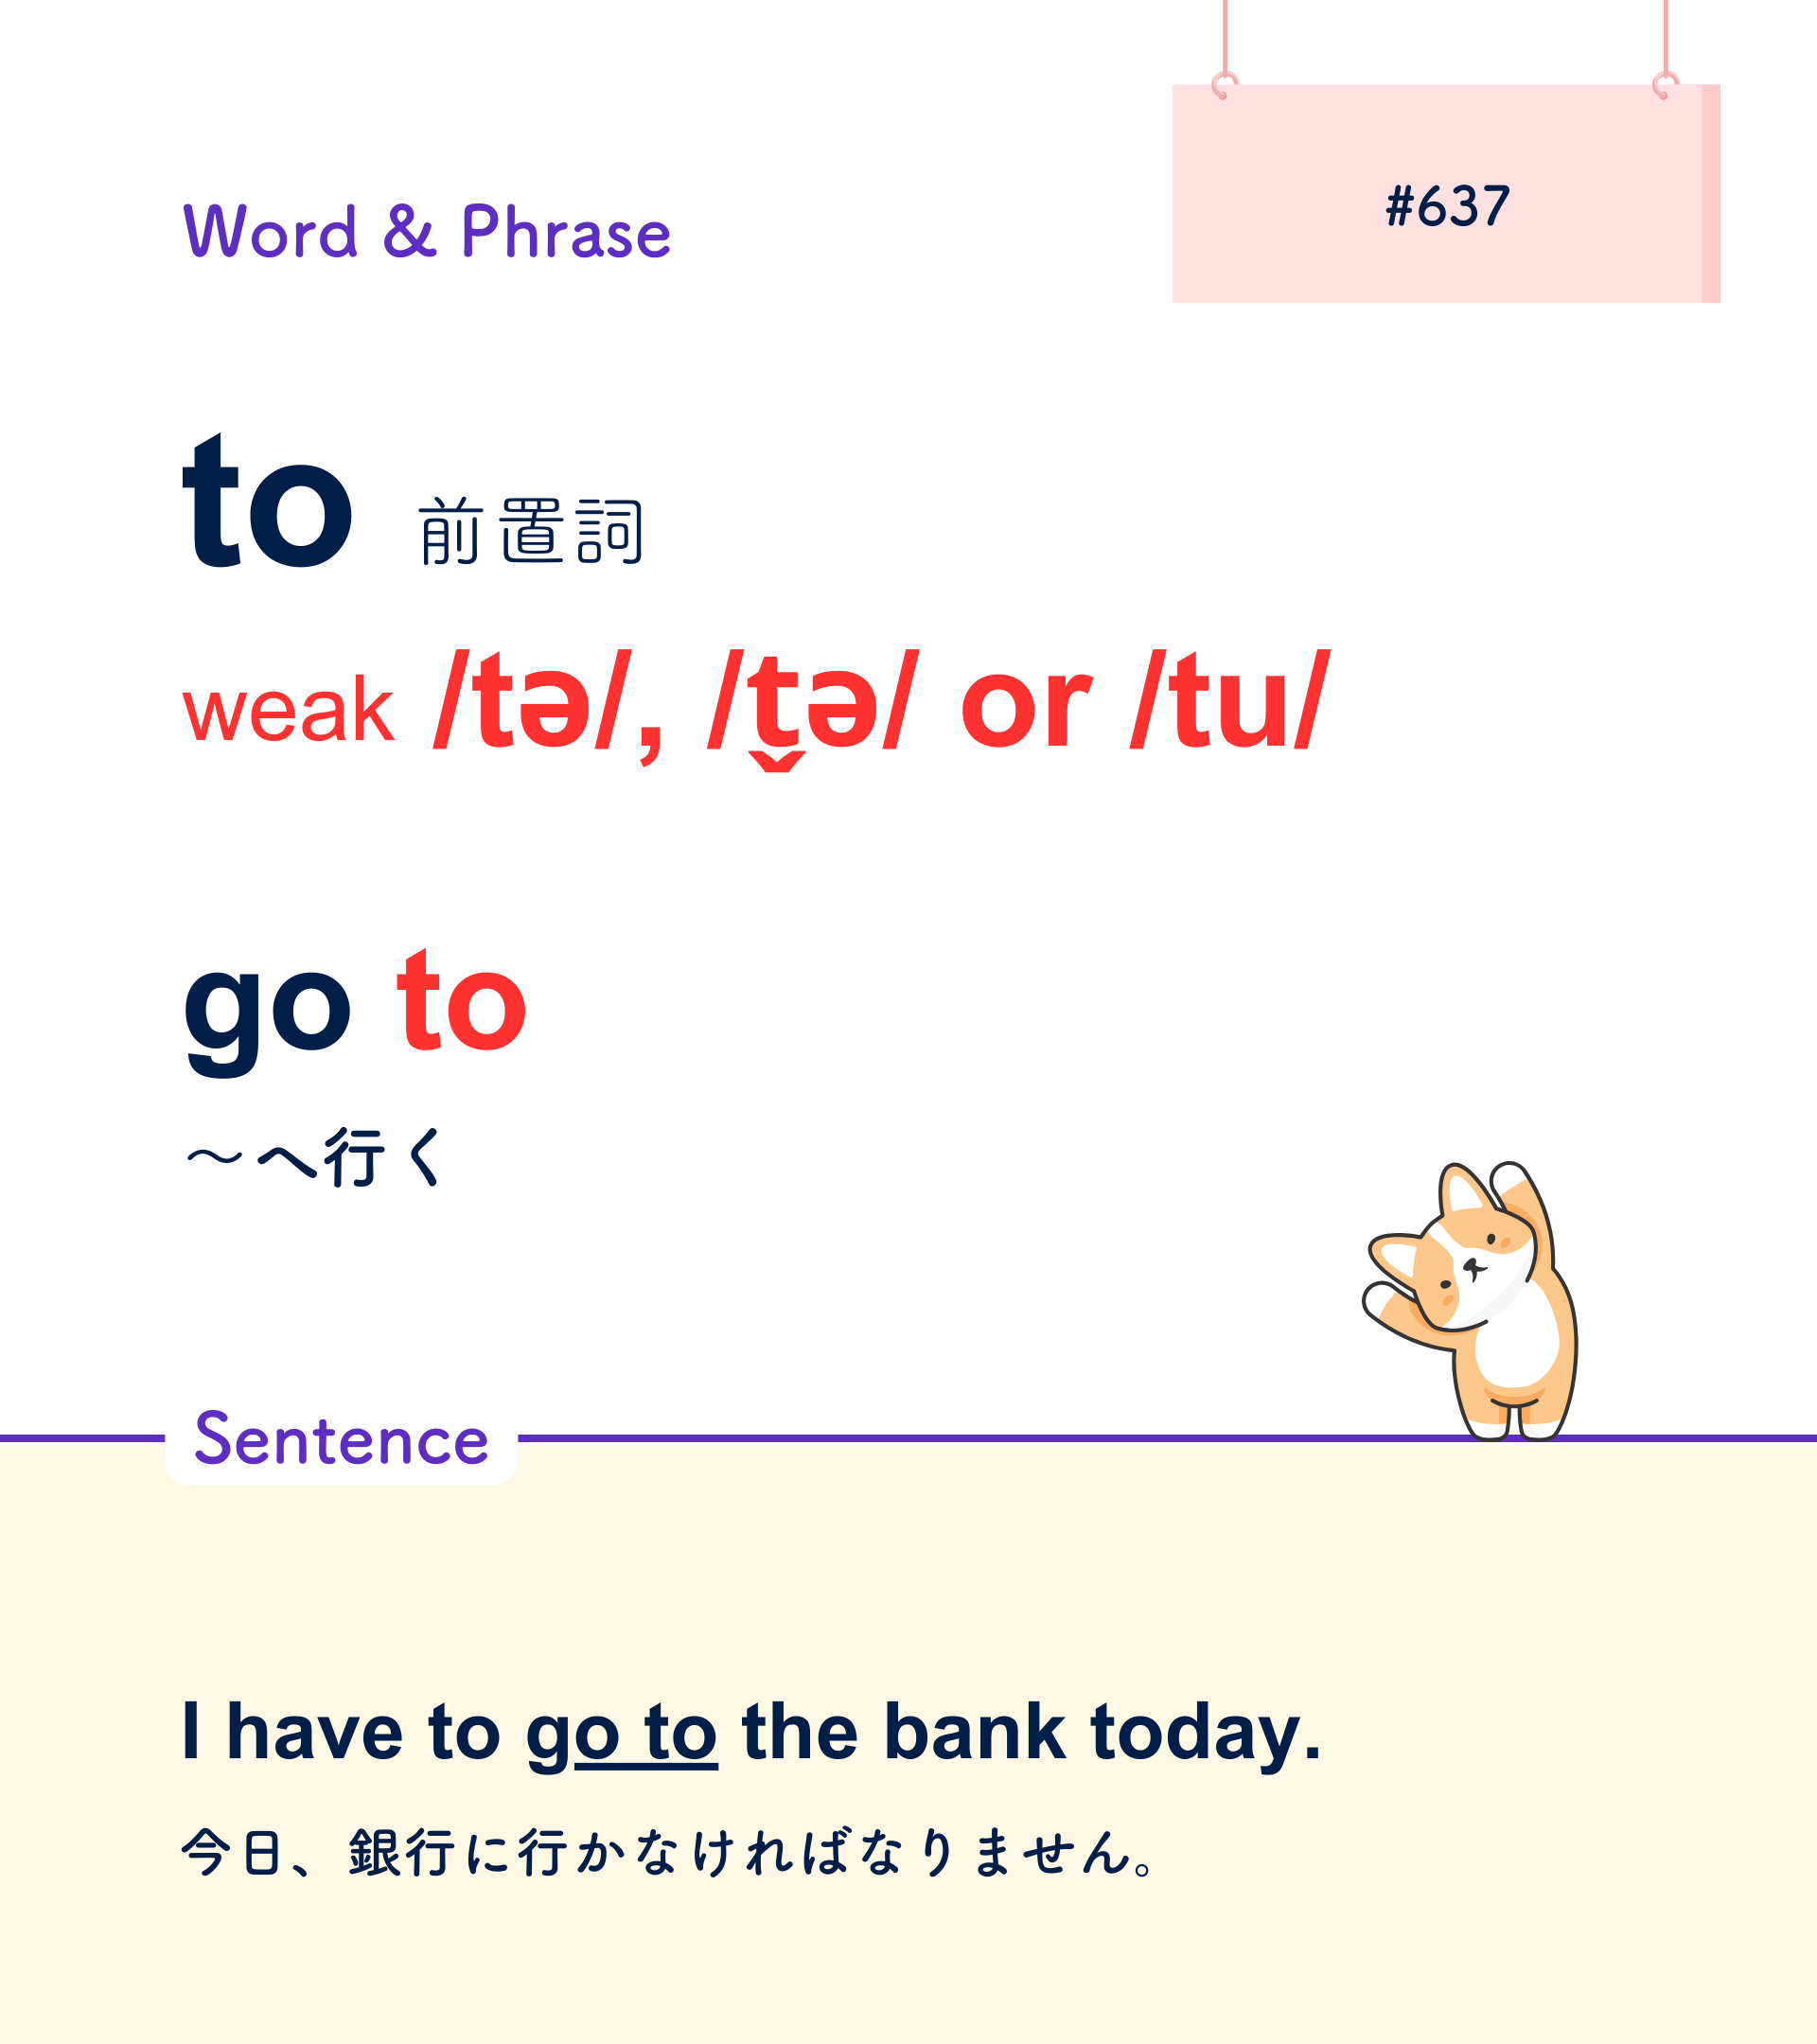 #637
Word & Phrase
to 前置詞
weak /tə/, /t̬ə/ or /tu/
go to
〜へ行く
Sentence
I have to go to the bank today.
今日、銀行に行かなければなりません。